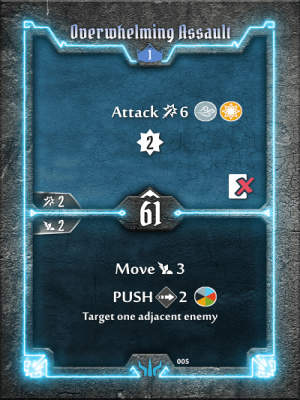 Overwhelming Assault
1
Attack 6
2
2
61
2
Move 3
PUSH 2
Target one adjacent enemy
005